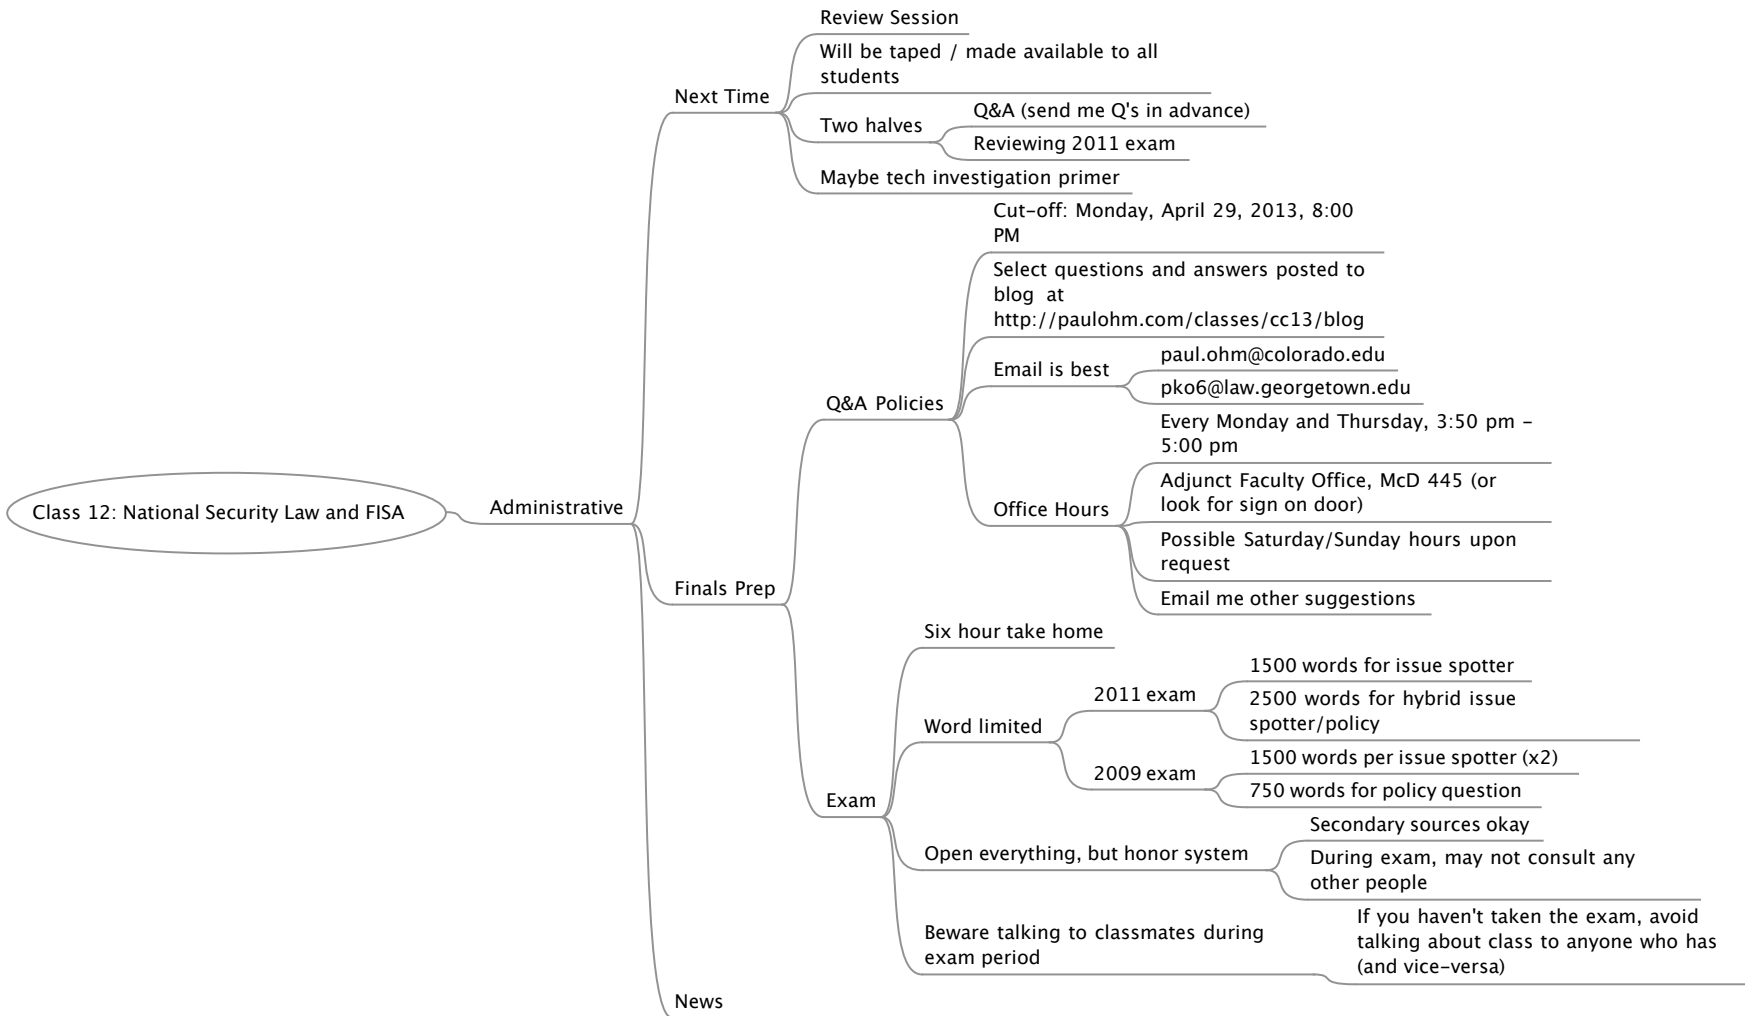 Class 12: National Security Law and FISA
Administrative
Next Time
Review Session
Will be taped / made available to all
students
Two halves
Q&A (send me Q's in advance)
Reviewing 2011 exam
Maybe tech investigation primer
Finals Prep
Q&A Policies
Cut-off: Monday, April 29, 2013, 8:00
PM
Select questions and answers posted to
blog at
http://paulohm.com/classes/cc13/blog
Email is best
paul.ohm@colorado.edu
pko6@law.georgetown.edu
Office Hours
Every Monday and Thursday, 3:50 pm -
5:00 pm
Adjunct Faculty Office, McD 445 (or
look for sign on door)
Possible Saturday/Sunday hours upon
request
Email me other suggestions
Exam
Six hour take home
Word limited
2011 exam
1500 words for issue spotter
2500 words for hybrid issue
spotter/policy
2009 exam
1500 words per issue spotter (x2)
750 words for policy question
Open everything, but honor system
Secondary sources okay
During exam, may not consult any
other people
Beware talking to classmates during
exam period
If you haven't taken the exam, avoid
talking about class to anyone who has
(and vice-versa)
News